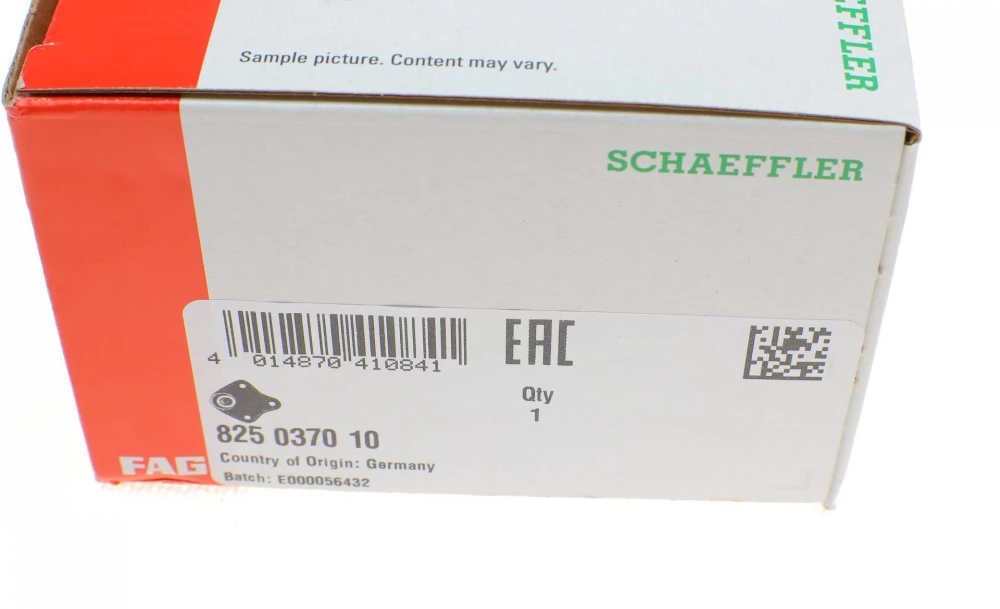 Sample picture. Content may vary.
EFFLER
SCHAEFFLER
4 014870 410841
EAC
Qty
1
825 0370 10
Country of Origin: Germany
Batch: E000056432
FAG